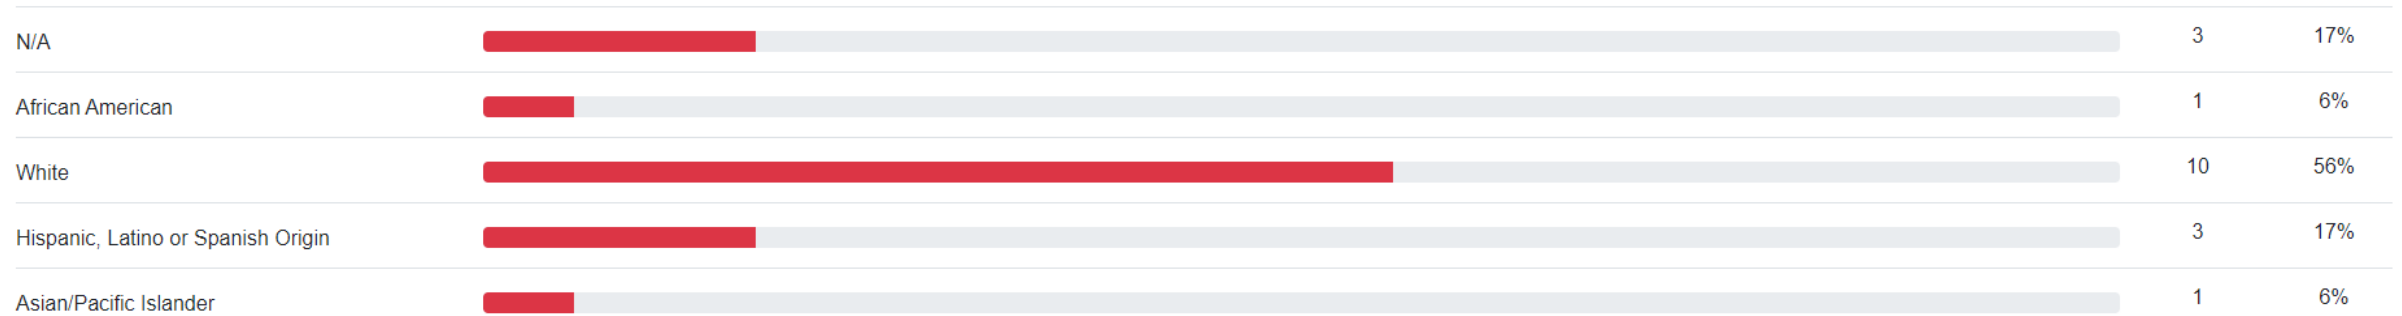 N/A 3 17%
African American 1 6%
White 10 56%
Hispanic, Latino or Spanish Origin 3 17%
Asian/Pacific Islander 1 6%